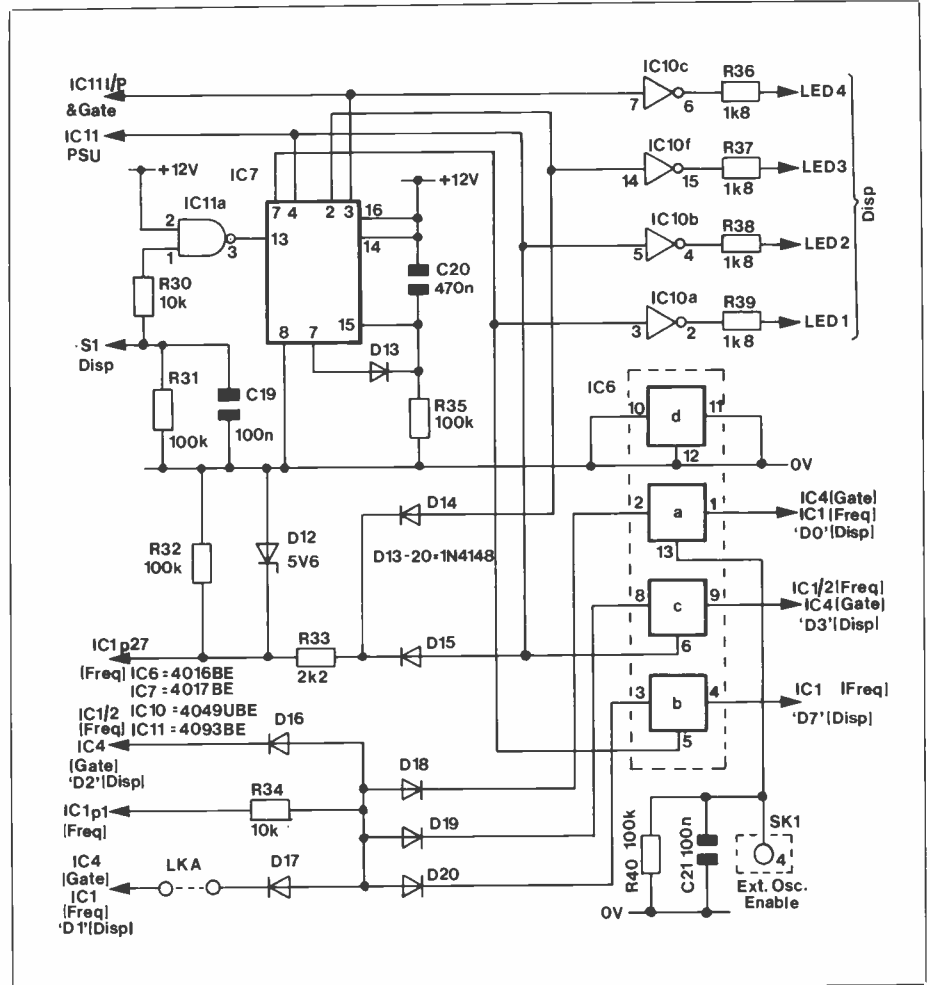 IC11 I/P
&Gate
IC11
PSU
+12V
IC11a
2
1
3
R30
10k
S1
Disp
R31
100k
C19
100n
IC7
7 4 2 3
16
14
13
15
8 7
+12V
C20
470n
D13
R35
100k
IC10c
7 6
R36
1k8
LED4
IC10f
14 15
R37
1k8
LED3
IC10b
5 4
R38
1k8
LED2
IC10a
3 2
R39
1k8
LED1
Disp
IC6
10 d 11
12
0V
2 a 1
13
IC4(Gate)
IC1(Freq)
'D0'(Disp)
8 c 9
6
IC1/2(Freq)
IC4(Gate)
'D3'(Disp)
3 b 4
5
IC1 (Freq)
'D7'(Disp)
R32
100k
D12
5V6
D14
D13-20=1N4148
R33
2k2
D15
IC1p27
(Freq)
IC6 =4016BE
IC7 =4017BE
IC10 =4049UBE
IC11 =4093BE
IC1/2
(Freq)
IC4
(Gate)
'D2'(Disp)
D16
D18
IC1p1
(Freq)
R34
10k
D19
IC4
(Gate)
IC1
(Freq)
'D1'(Disp)
LKA
D17
D20
R40 100k
C21 100n
SK1
4
Ext. Osc.
Enable
0V